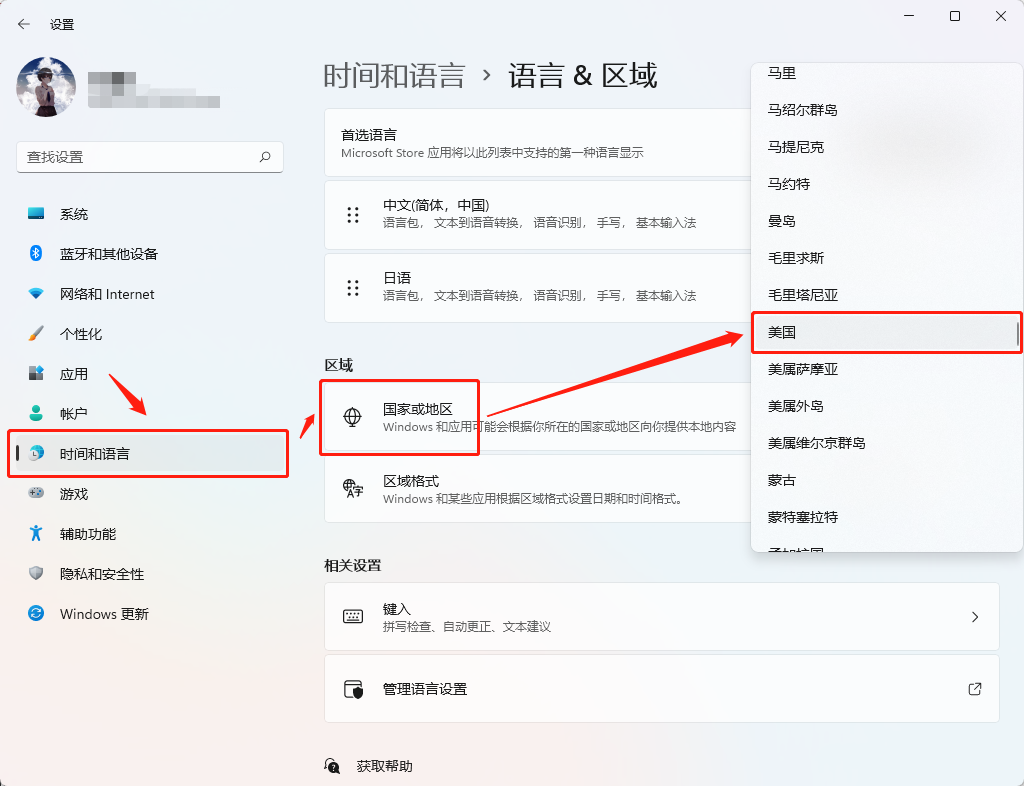 设置
查找设置
系统
蓝牙和其他设备
网络和 Internet
个性化
应用
帐户
时间和语言
游戏
辅助功能
隐私和安全性
Windows 更新
时间和语言 › 语言 & 区域
首选语言
Microsoft Store 应用将以此列表中支持的第一种语言显示
中文(简体，中国)
语言包， 文本到语音转换， 语音识别， 手写， 基本输入法
日语
语言包， 文本到语音转换， 语音识别， 手写， 基本输入法
区域
国家或地区
Windows 和应用可能会根据你所在的国家或地区向你提供本地内容
区域格式
Windows 和某些应用根据区域格式设置日期和时间格式。
相关设置
键入
拼写检查、自动更正、文本建议
管理语言设置
获取帮助
马里
马绍尔群岛
马提尼克
马约特
曼岛
毛里求斯
毛里塔尼亚
美国
美属萨摩亚
美属外岛
美属维尔京群岛
蒙古
蒙特塞拉特